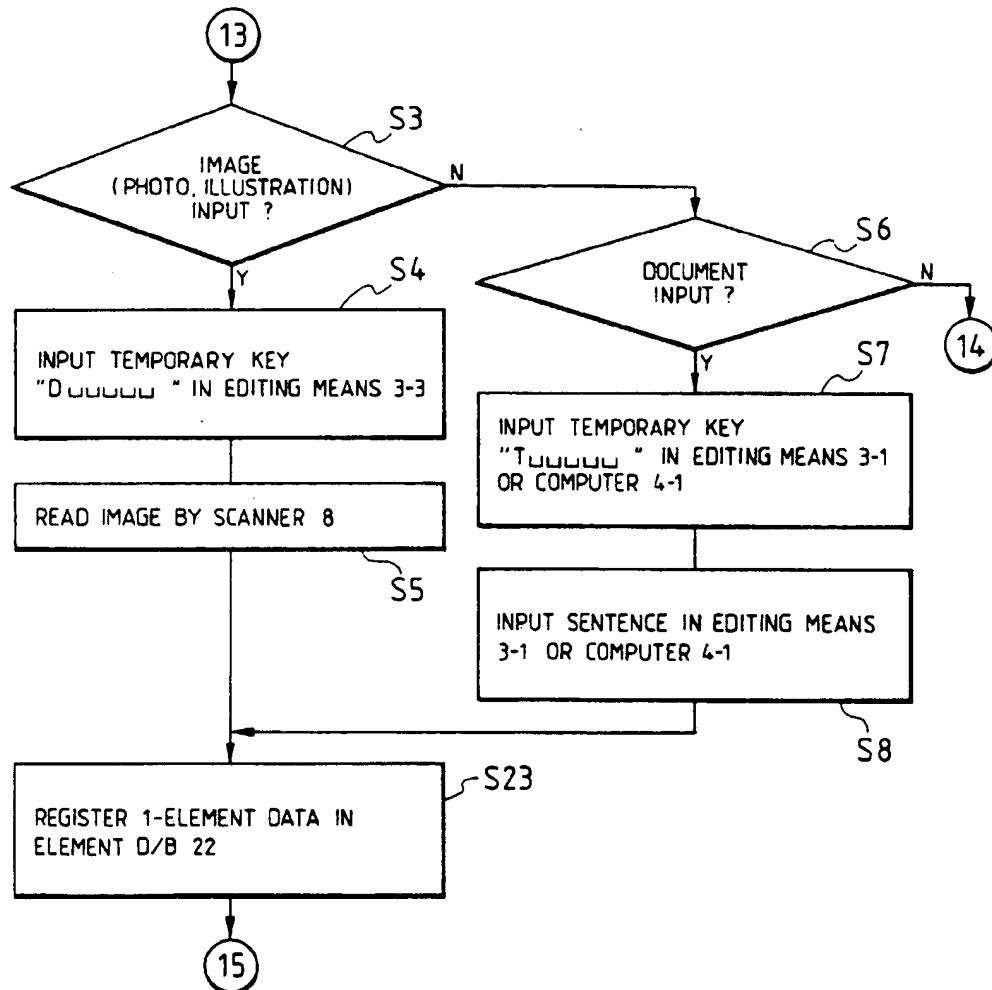 13
S3
IMAGE
(PHOTO, ILLUSTRATION)
INPUT ?
N
Y
S4
INPUT TEMPORARY KEY
"D␣␣␣␣␣ " IN EDITING MEANS 3-3
READ IMAGE BY SCANNER 8
S5
S6
DOCUMENT
INPUT ?
N
14
Y
S7
INPUT TEMPORARY KEY
"T␣␣␣␣␣ " IN EDITING MEANS 3-1
OR COMPUTER 4-1
INPUT SENTENCE IN EDITING MEANS
3-1 OR COMPUTER 4-1
S8
S23
REGISTER 1-ELEMENT DATA IN
ELEMENT D/B 22
15